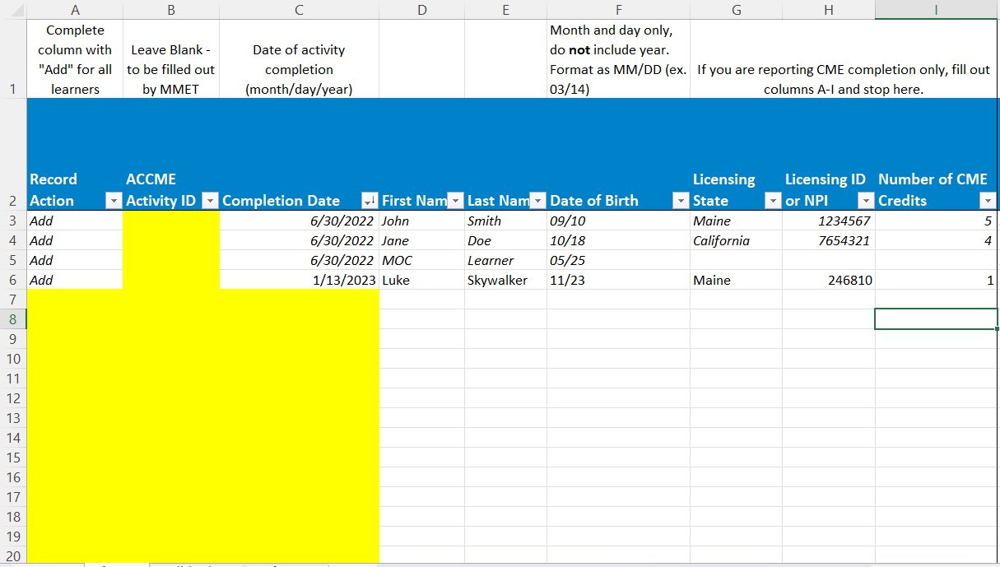 A B C D E F G H I
1
Complete
column with
"Add" for all
learners
Leave Blank -
to be filled out
by MMET
Date of activity
completion
(month/day/year)
Month and day only,
do not include year.
Format as MM/DD (ex.
03/14)
If you are reporting CME completion only, fill out
columns A-I and stop here.
2
Record
Action
ACCME
Activity ID
Completion Date
First Nam
Last Nam
Date of Birth
Licensing
State
Licensing ID
or NPI
Number of CME
Credits
3 Add 6/30/2022 John Smith 09/10 Maine 1234567 5
4 Add 6/30/2022 Jane Doe 10/18 California 7654321 4
5 Add 6/30/2022 MOC Learner 05/25
6 Add 1/13/2023 Luke Skywalker 11/23 Maine 246810 1
7
8
9
10
11
12
13
14
15
16
17
18
19
20